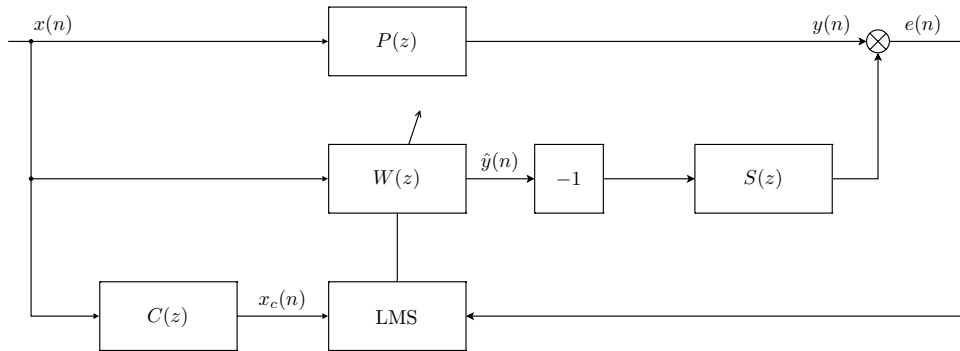 x(n)
P(z)
y(n)
e(n)
W(z)
ŷ(n)
−1
S(z)
C(z)
x_c(n)
LMS